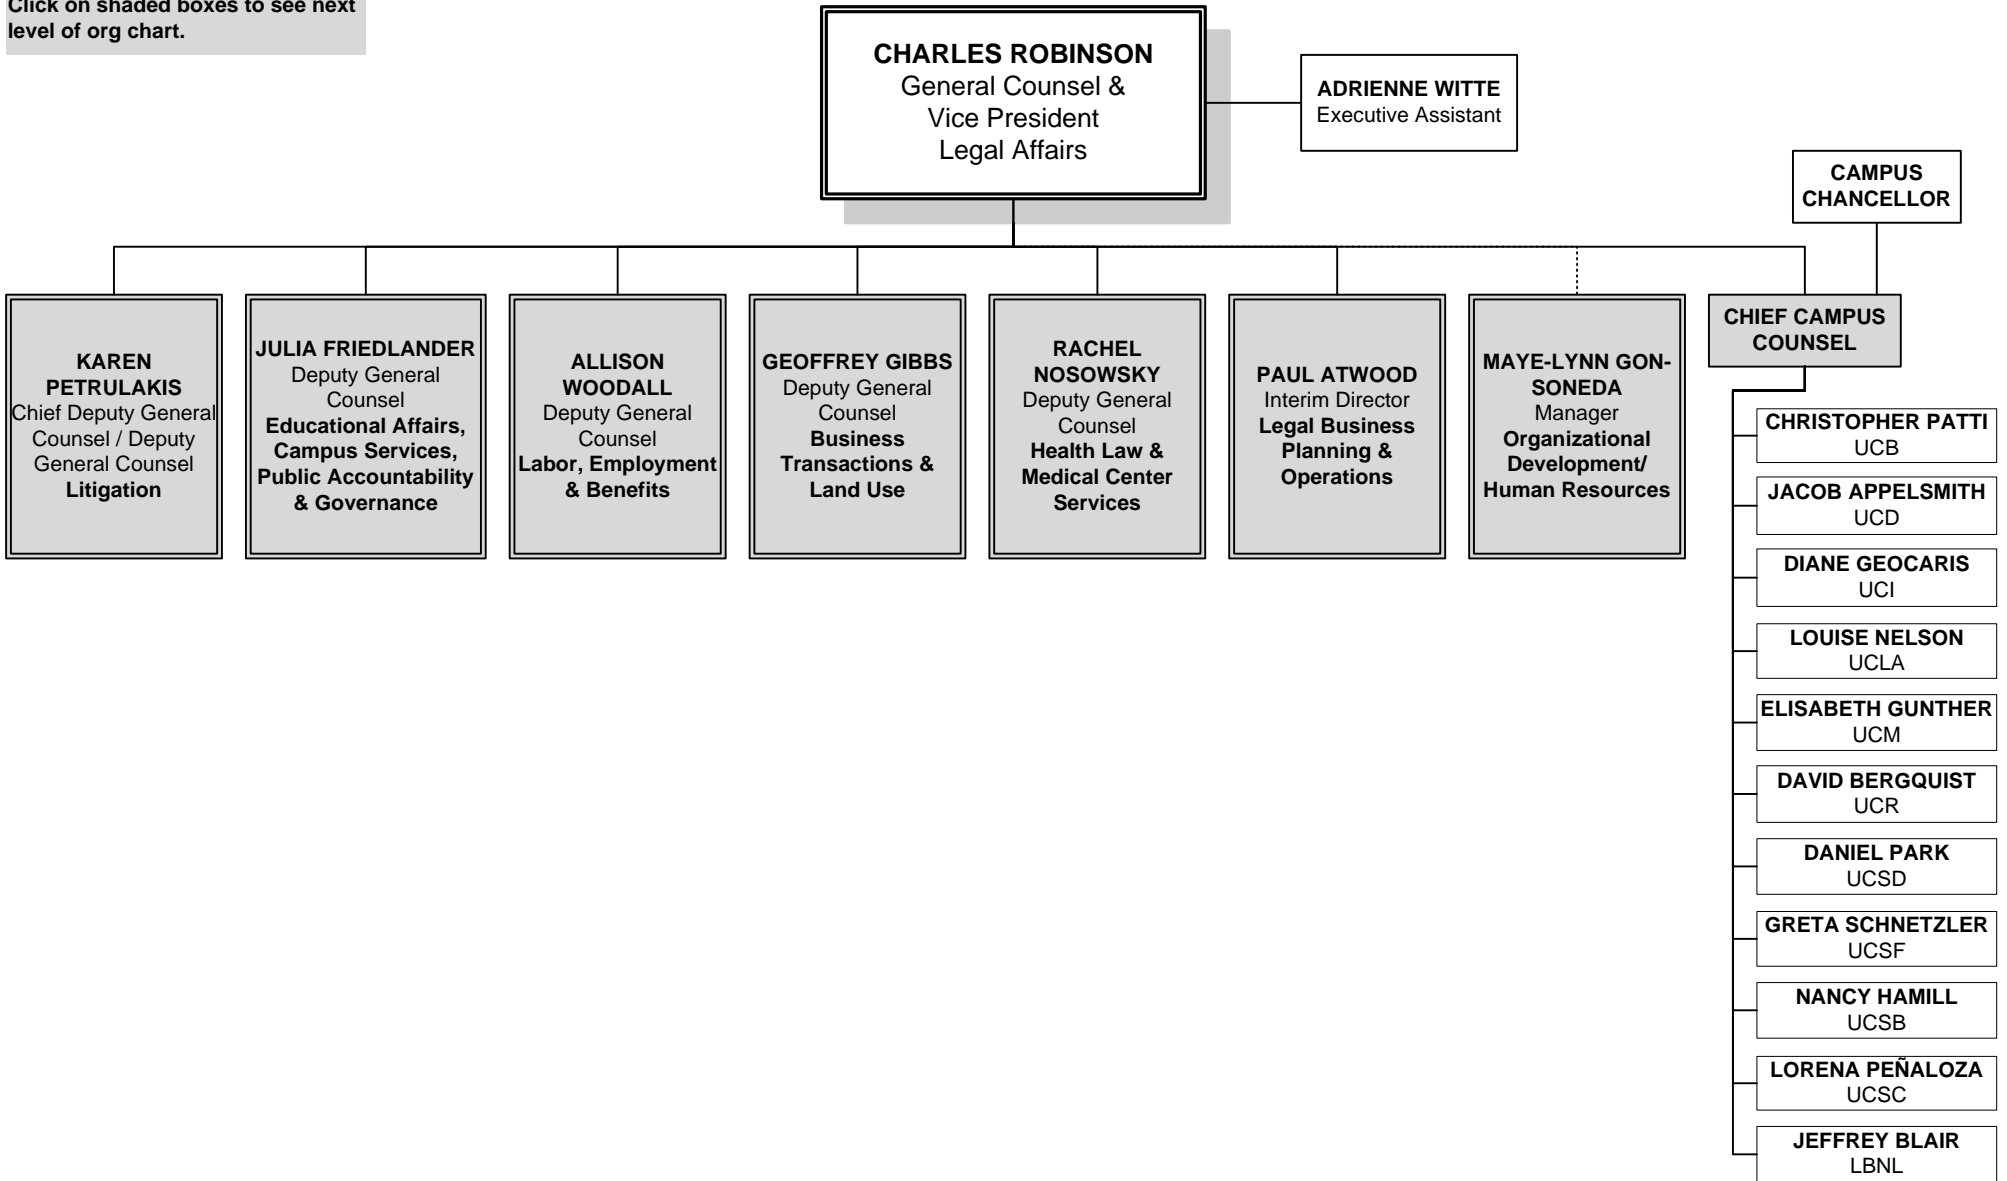 Click on shaded boxes to see next
level of org chart.
CHARLES ROBINSON
General Counsel &
Vice President
Legal Affairs
ADRIENNE WITTE
Executive Assistant
CAMPUS
CHANCELLOR
KAREN
PETRULAKIS
Chief Deputy General
Counsel / Deputy
General Counsel
Litigation
JULIA FRIEDLANDER
Deputy General
Counsel
Educational Affairs,
Campus Services,
Public Accountability
& Governance
ALLISON
WOODALL
Deputy General
Counsel
Labor, Employment
& Benefits
GEOFFREY GIBBS
Deputy General
Counsel
Business
Transactions &
Land Use
RACHEL
NOSOWSKY
Deputy General
Counsel
Health Law &
Medical Center
Services
PAUL ATWOOD
Interim Director
Legal Business
Planning &
Operations
MAYE-LYNN GON-
SONEDA
Manager
Organizational
Development/
Human Resources
CHIEF CAMPUS
COUNSEL
CHRISTOPHER PATTI
UCB
JACOB APPELSMITH
UCD
DIANE GEOCARIS
UCI
LOUISE NELSON
UCLA
ELISABETH GUNTHER
UCM
DAVID BERGQUIST
UCR
DANIEL PARK
UCSD
GRETA SCHNETZLER
UCSF
NANCY HAMILL
UCSB
LORENA PEÑALOZA
UCSC
JEFFREY BLAIR
LBNL